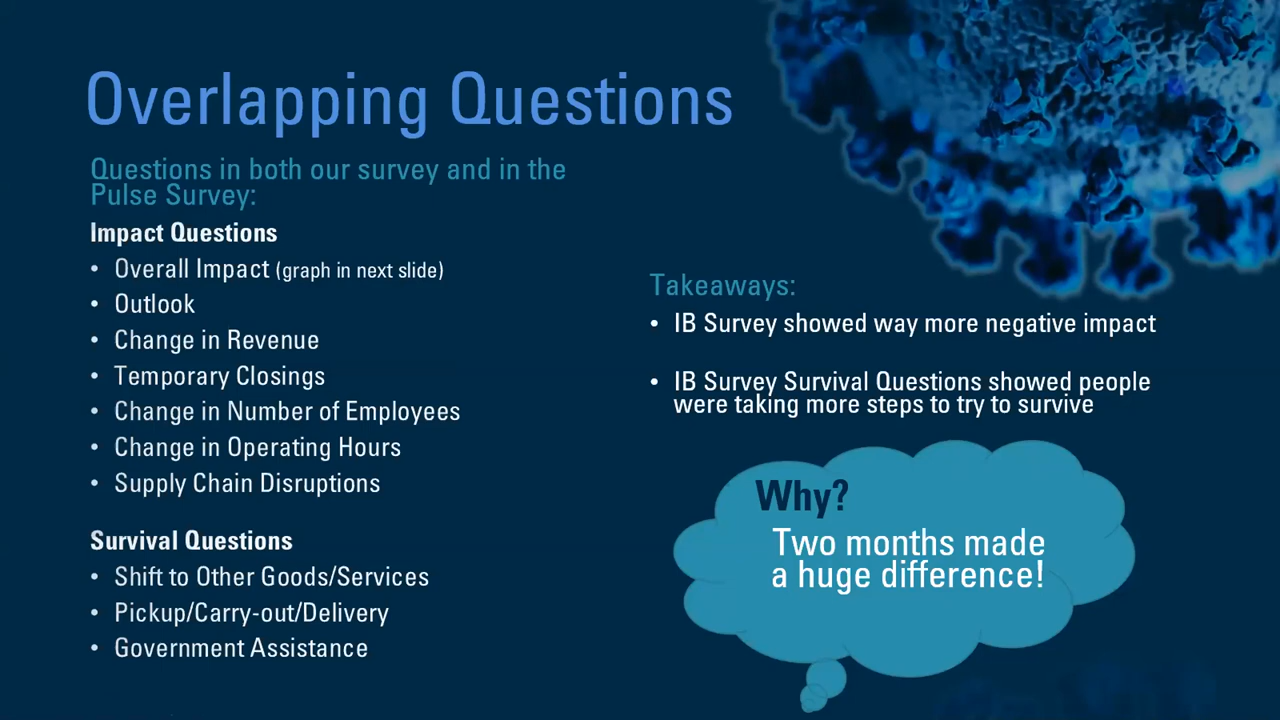 Overlapping Questions
Questions in both our survey and in the
Pulse Survey:
Impact Questions
• Overall Impact (graph in next slide)
• Outlook
• Change in Revenue
• Temporary Closings
• Change in Number of Employees
• Change in Operating Hours
• Supply Chain Disruptions
Survival Questions
• Shift to Other Goods/Services
• Pickup/Carry-out/Delivery
• Government Assistance
Takeaways:
• IB Survey showed way more negative impact
• IB Survey Survival Questions showed people
were taking more steps to try to survive
Why?
Two months made
a huge difference!